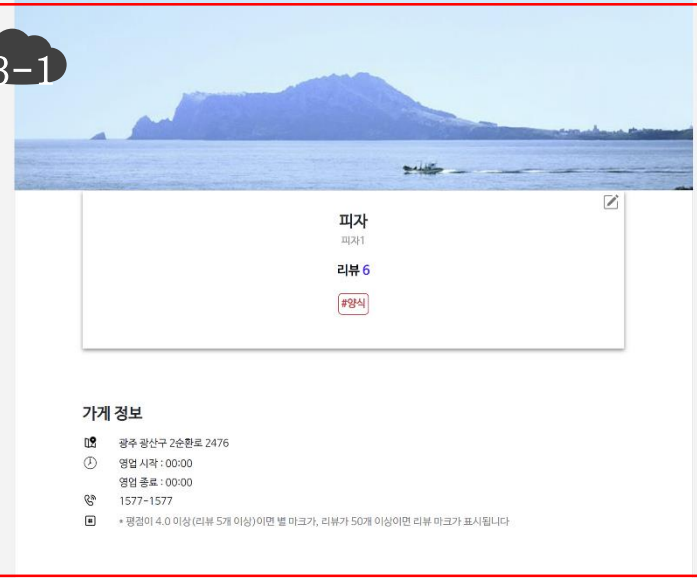 3-1
피자
피자1
리뷰 6
#양식
가게 정보
광주 광산구 2순환로 2476
영업 시작 : 00:00
영업 종료 : 00:00
1577-1577
* 평점이 4.0 이상(리뷰 5개 이상)이면 별 마크가, 리뷰가 50개 이상이면 리뷰 마크가 표시됩니다